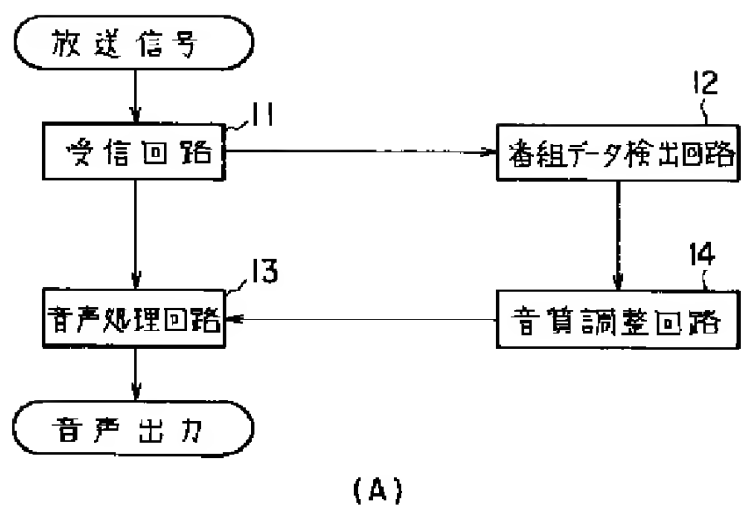 放送信号
11
受信回路
12
番組データ検出回路
13
音声処理回路
14
音質調整回路
音声出力
(A)